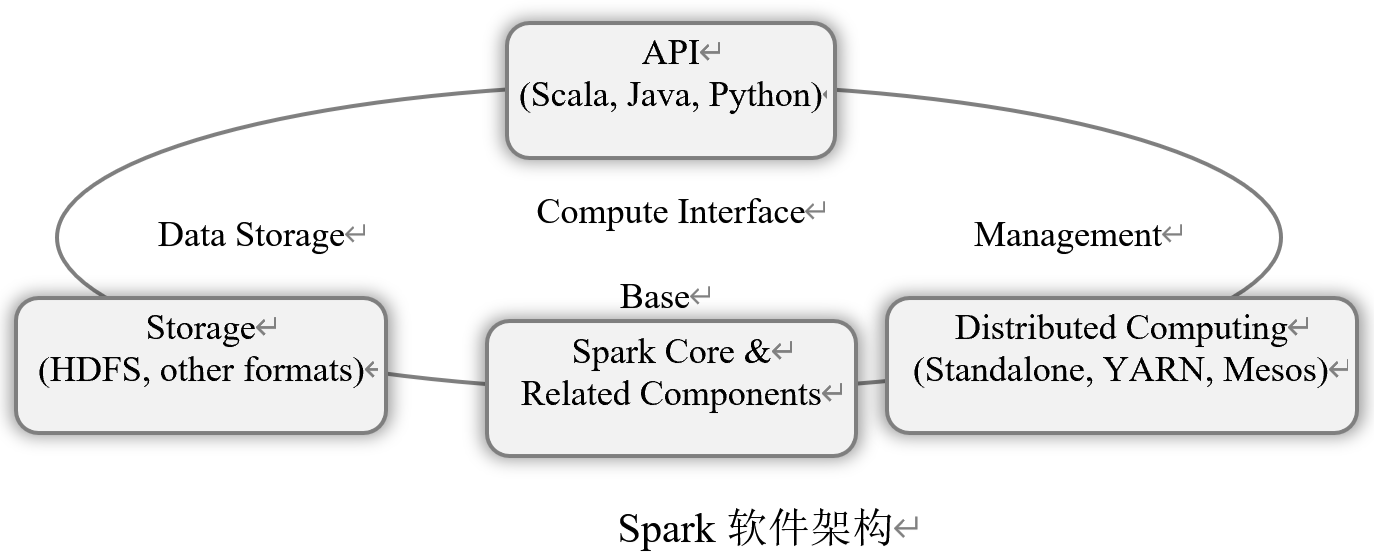 API
(Scala, Java, Python)
Compute Interface
Data Storage
Management
Base
Storage
(HDFS, other formats)
Spark Core &
Related Components
Distributed Computing
(Standalone, YARN, Mesos)
Spark 软件架构